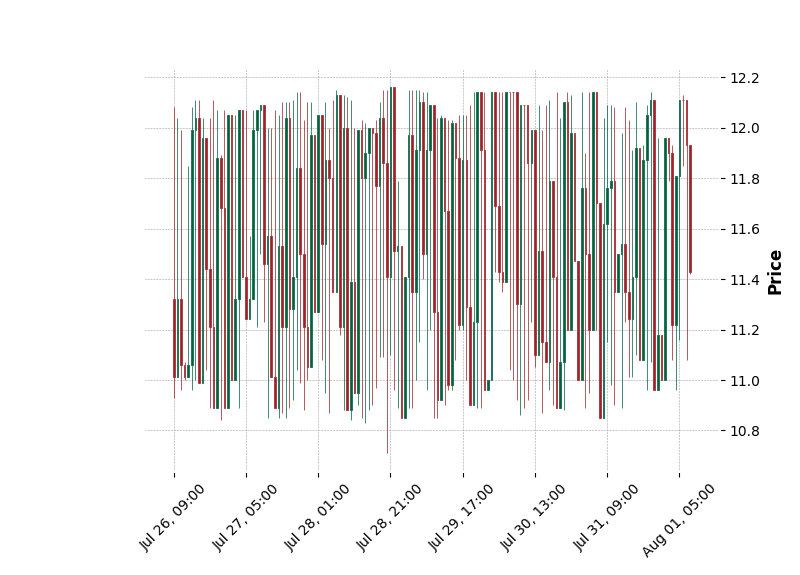 12.2
12.0
11.8
11.6
11.4
11.2
11.0
10.8
Price
Jul 26, 09:00
Jul 27, 05:00
Jul 28, 01:00
Jul 28, 21:00
Jul 29, 17:00
Jul 30, 13:00
Jul 31, 09:00
Aug 01, 05:00